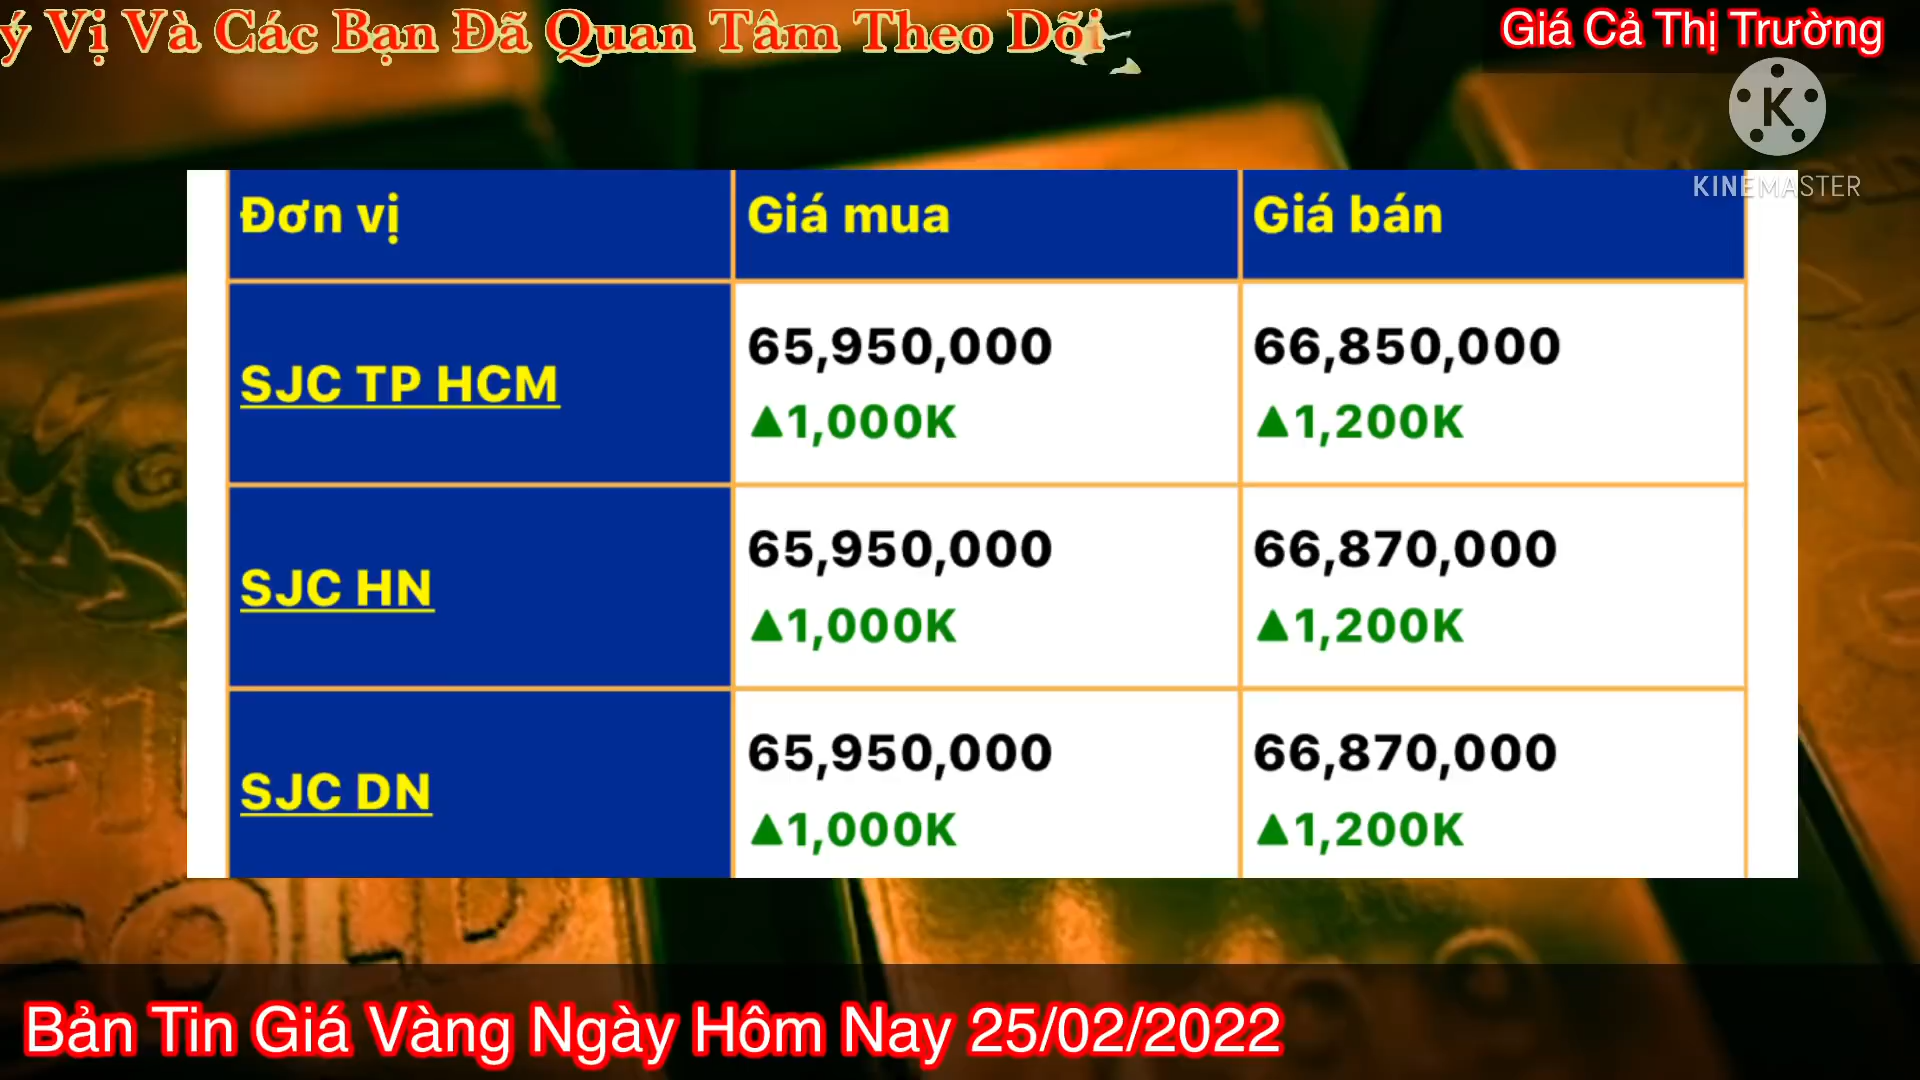 ý Vị Và Các Bạn Đã Quan Tâm Theo Dõi
Giá Cả Thị Trường
K
KINEMASTER
Đơn vị Giá mua Giá bán
65,950,000 66,850,000
SJC TP HCM
▲1,000K ▲1,200K
65,950,000 66,870,000
SJC HN
▲1,000K ▲1,200K
65,950,000 66,870,000
SJC DN
▲1,000K ▲1,200K
Bản Tin Giá Vàng Ngày Hôm Nay 25/02/2022